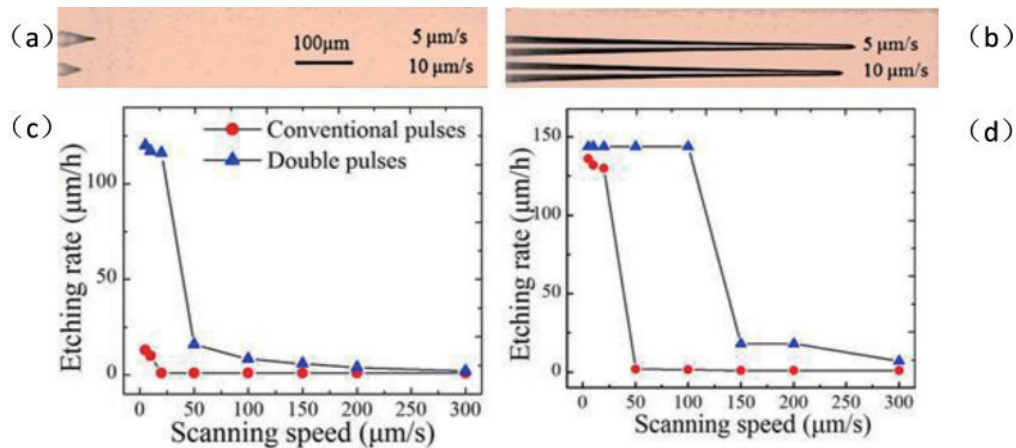 (a)
5 μm/s
100μm
10 μm/s
5 μm/s
10 μm/s
(b)
(c)
Conventional pulses
Double pulses
Etching rate (μm/h)
100
50
0
0 50 100 150 200 250 300
Scanning speed (μm/s)
(d)
Etching rate (μm/h)
150
100
50
0
0 50 100 150 200 250 300
Scanning speed (μm/s)